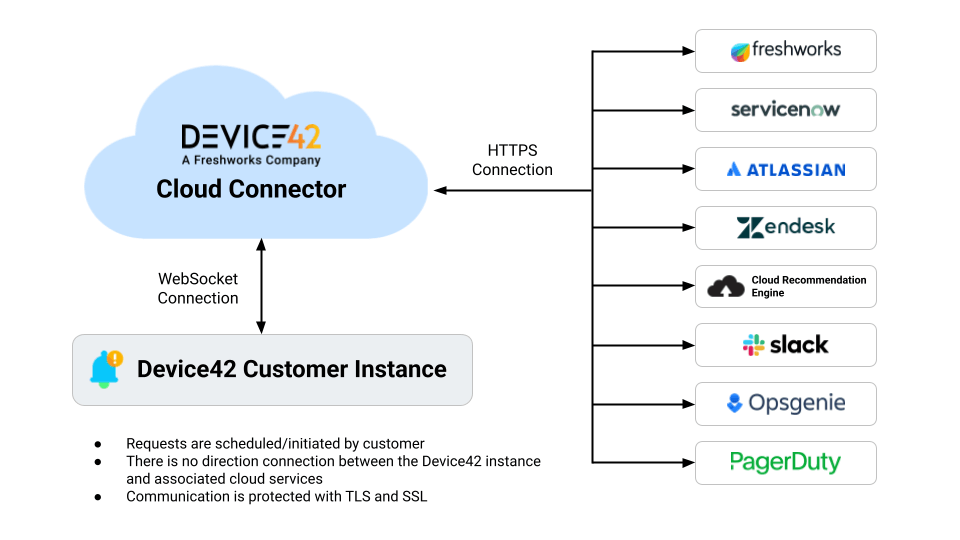 DEVICE42
A Freshworks Company
Cloud Connector
WebSocket
Connection
Device42 Customer Instance
● Requests are scheduled/initiated by customer
● There is no direction connection between the Device42 instance
and associated cloud services
● Communication is protected with TLS and SSL
HTTPS
Connection
freshworks
servicenow
ATLASSIAN
zendesk
Cloud Recommendation
Engine
slack
Opsgenie
PagerDuty